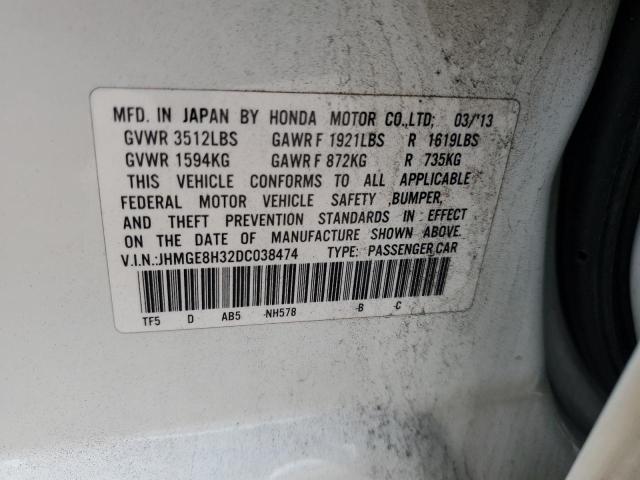 MFD. IN JAPAN BY HONDA MOTOR CO.,LTD; 03/'13
GVWR 3512LBS GAWR F 1921LBS R 1619LBS
GVWR 1594KG GAWR F 872KG R 735KG
THIS VEHICLE CONFORMS TO ALL APPLICABLE
FEDERAL MOTOR VEHICLE SAFETY ,BUMPER,
AND THEFT PREVENTION STANDARDS IN EFFECT
ON THE DATE OF MANUFACTURE SHOWN ABOVE.
V.I.N.:JHMGE8H32DC038474 TYPE: PASSENGER CAR
TF5 D AB5 -NH578 -B -C